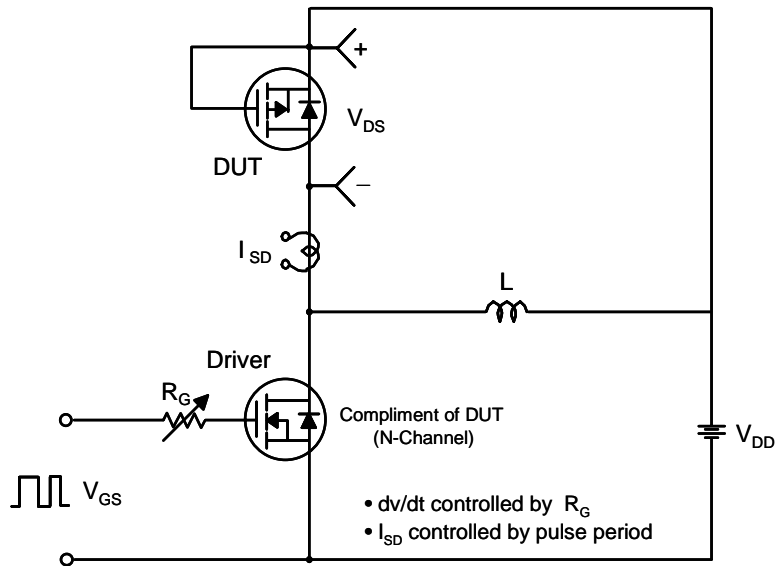 +
V_DS
DUT
–
I_SD
L
Driver
R_G
Compliment of DUT
(N-Channel)
V_DD
V_GS
• dv/dt controlled by R_G
• I_SD controlled by pulse period